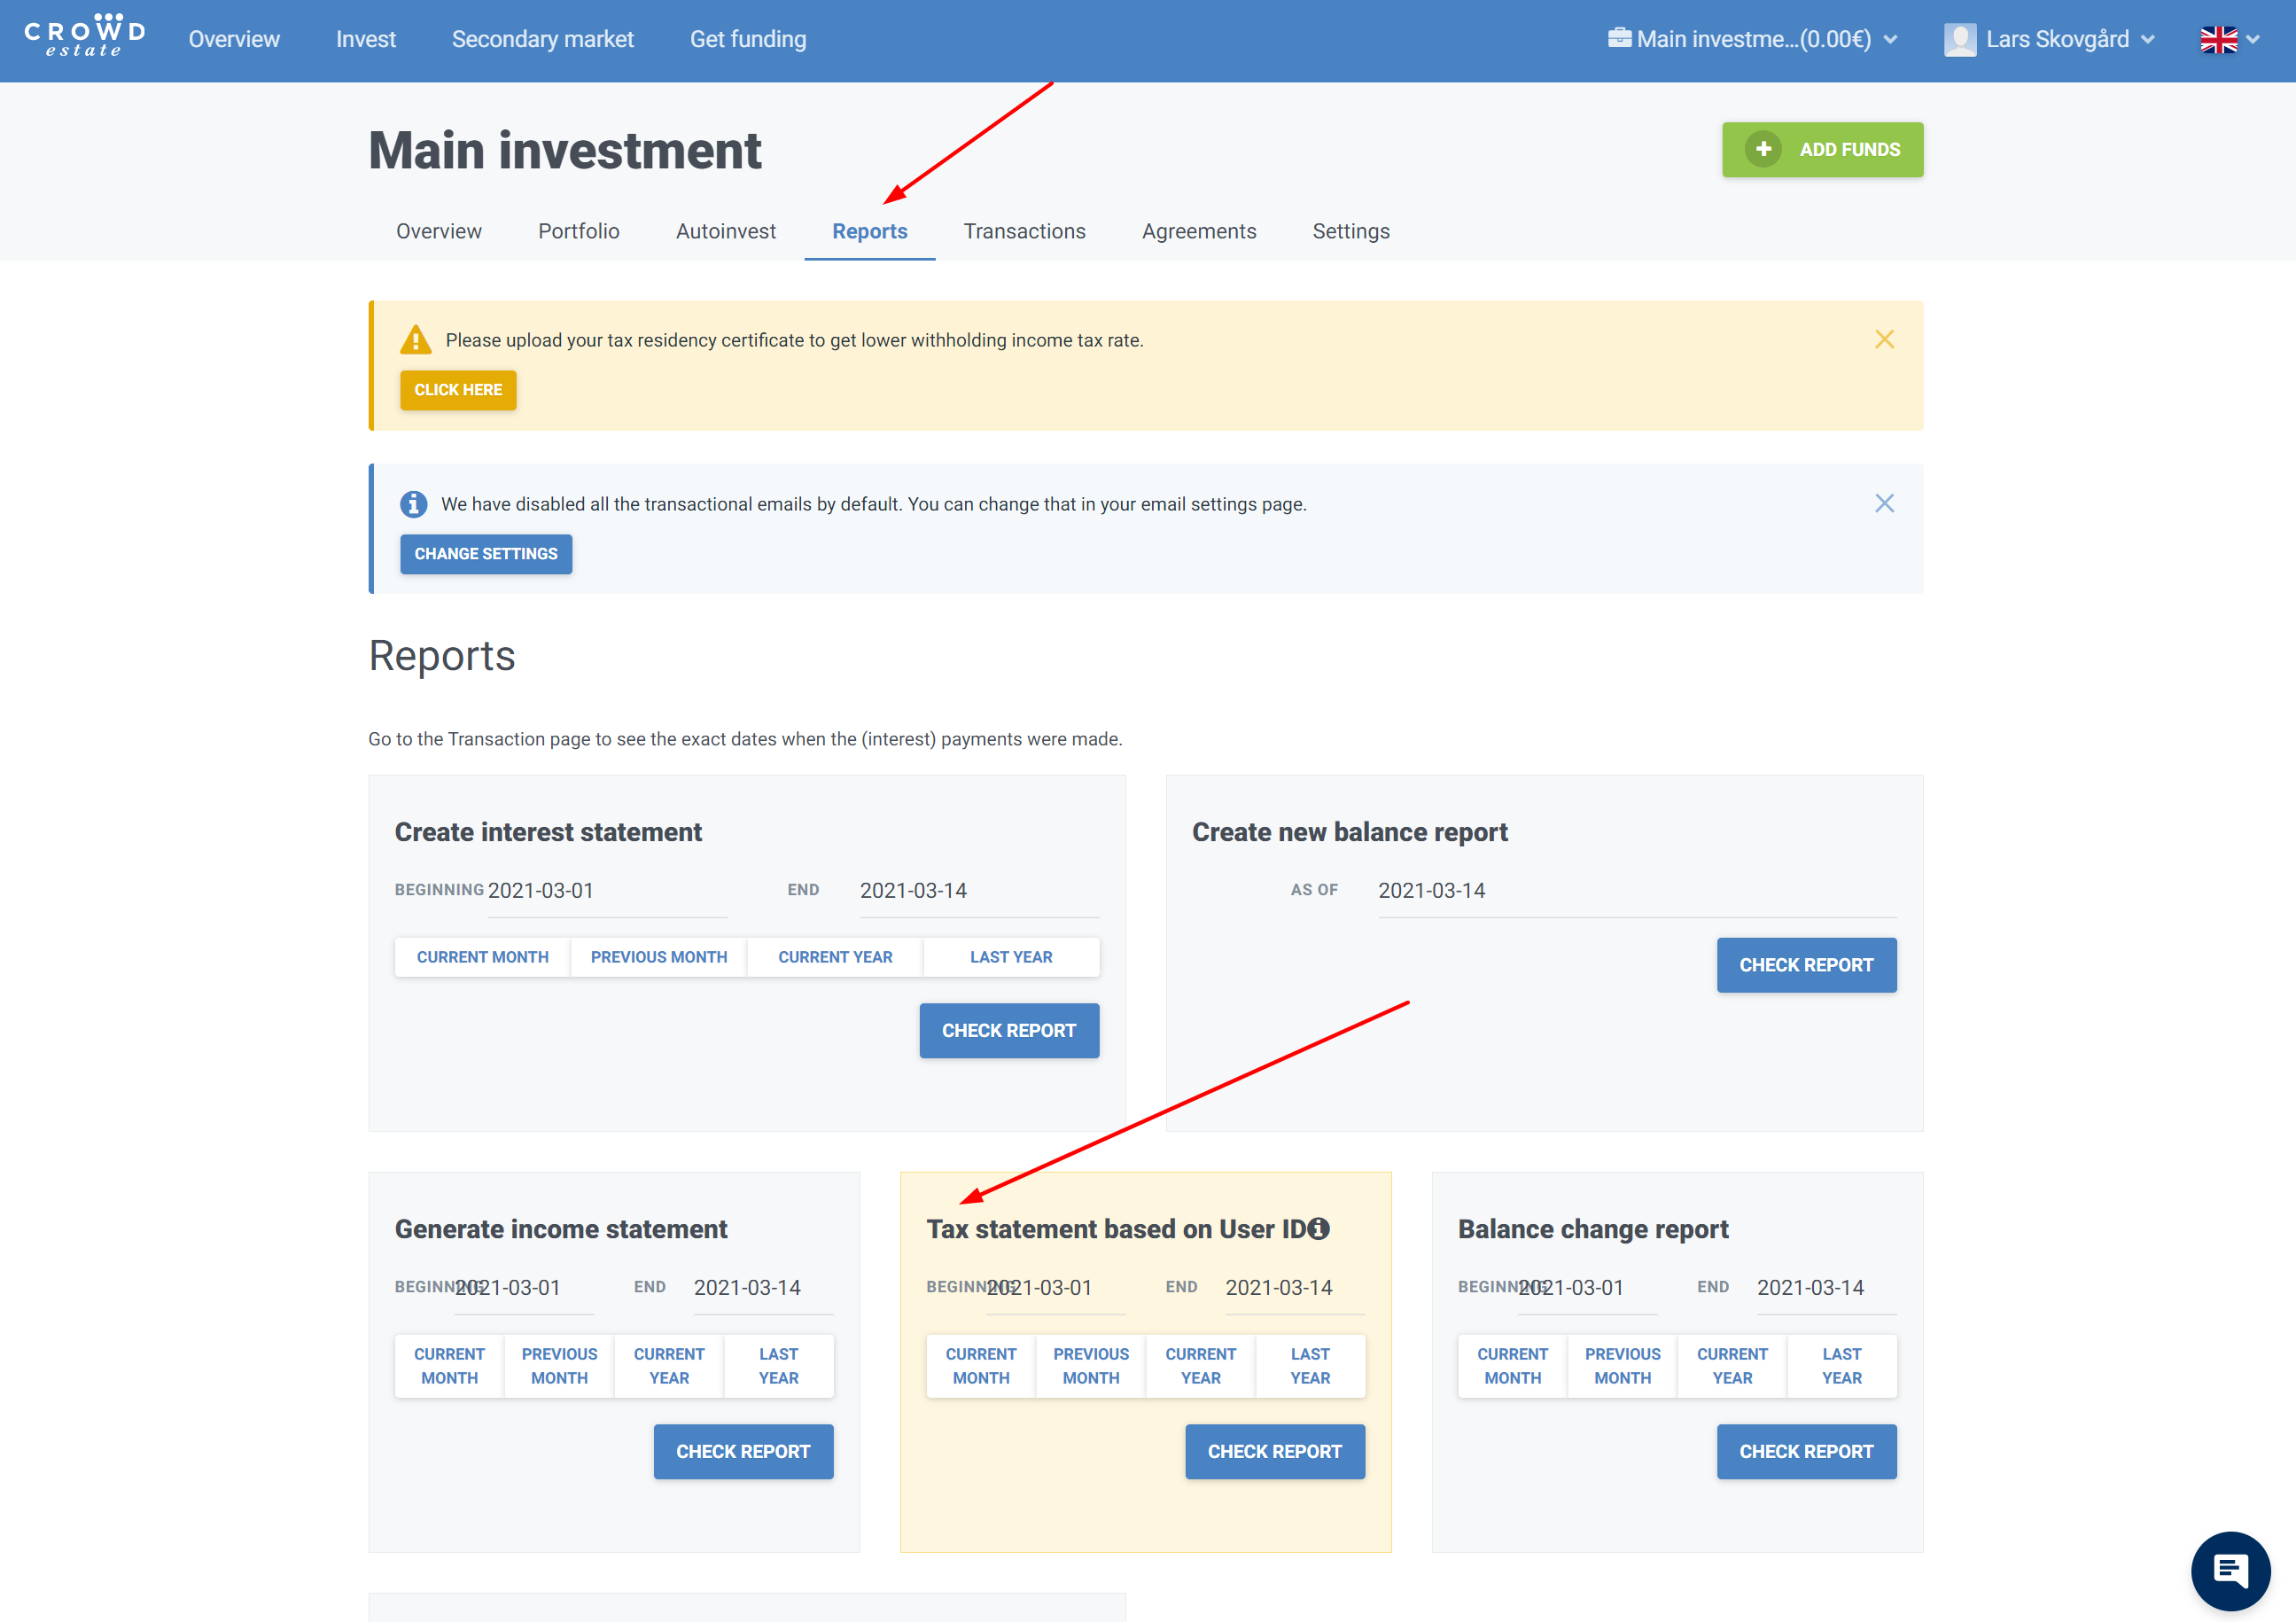 CROWD
estate
Overview
Invest
Secondary market
Get funding
Main investme...(0.00€)
Lars Skovgård
Main investment
+ ADD FUNDS
Overview
Portfolio
Autoinvest
Reports
Transactions
Agreements
Settings
Please upload your tax residency certificate to get lower withholding income tax rate.
CLICK HERE
We have disabled all the transactional emails by default. You can change that in your email settings page.
CHANGE SETTINGS
Reports
Go to the Transaction page to see the exact dates when the (interest) payments were made.
Create interest statement
BEGINNING 2021-03-01 END 2021-03-14
CURRENT MONTH PREVIOUS MONTH CURRENT YEAR LAST YEAR
CHECK REPORT
Create new balance report
AS OF 2021-03-14
CHECK REPORT
Generate income statement
BEGINNING 2021-03-01 END 2021-03-14
CURRENT MONTH PREVIOUS MONTH CURRENT YEAR LAST YEAR
CHECK REPORT
Tax statement based on User ID
BEGINNING 2021-03-01 END 2021-03-14
CURRENT MONTH PREVIOUS MONTH CURRENT YEAR LAST YEAR
CHECK REPORT
Balance change report
BEGINNING 2021-03-01 END 2021-03-14
CURRENT MONTH PREVIOUS MONTH CURRENT YEAR LAST YEAR
CHECK REPORT